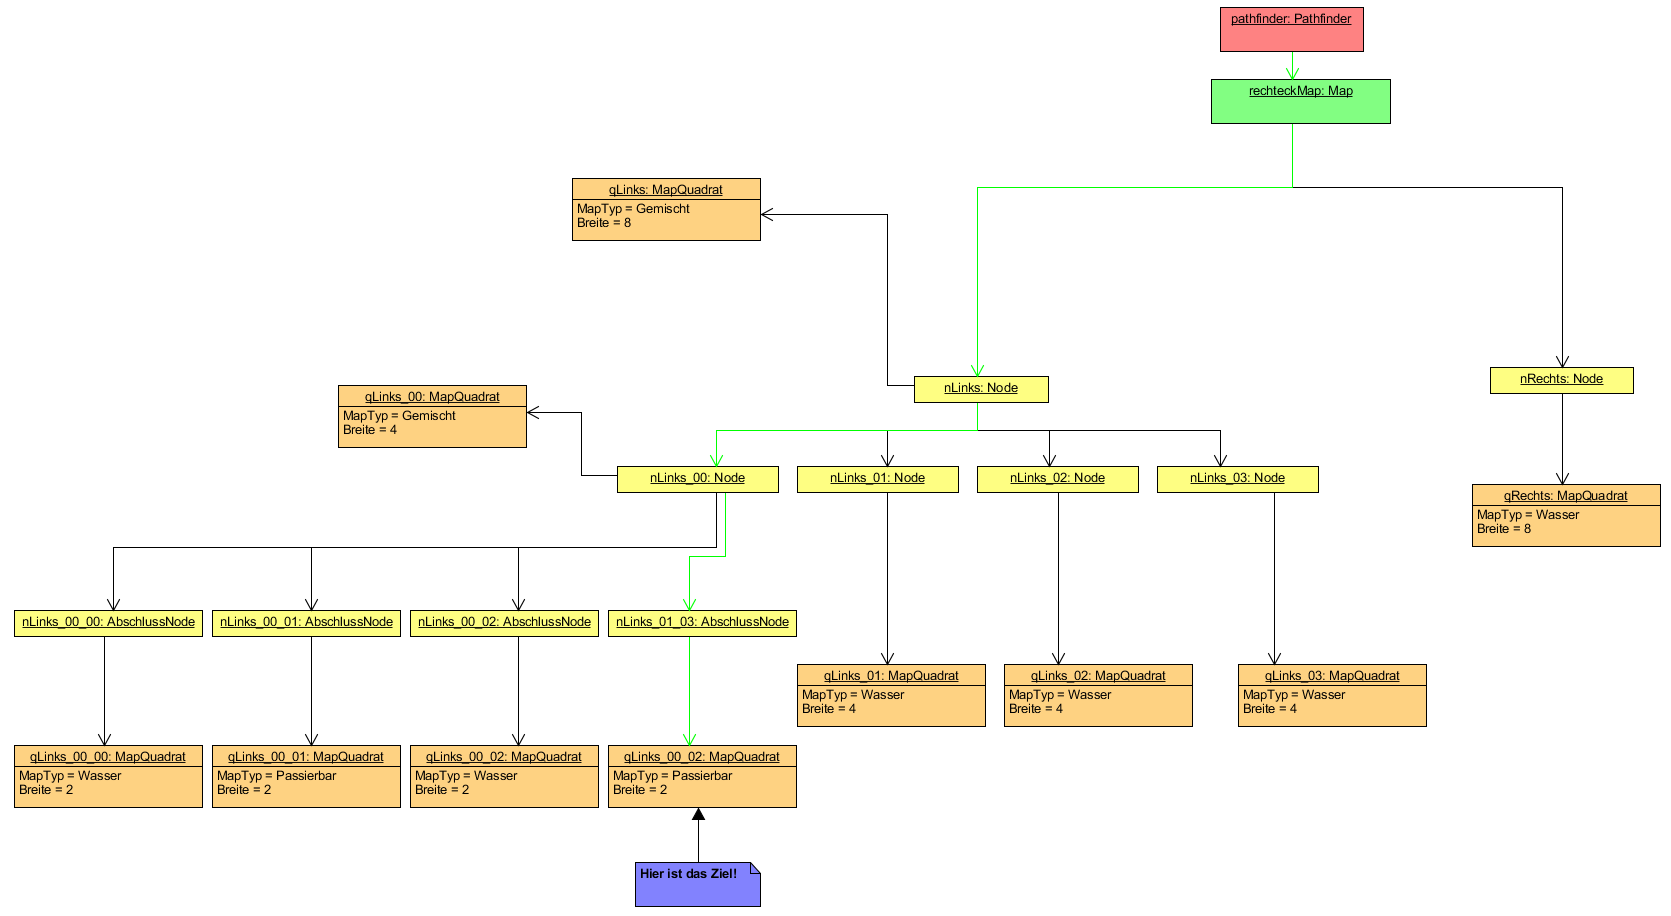 pathfinder: Pathfinder
rechteckMap: Map
qLinks: MapQuadrat
MapTyp = Gemischt
Breite = 8
nLinks: Node
nRechts: Node
qLinks_00: MapQuadrat
MapTyp = Gemischt
Breite = 4
nLinks_00: Node
nLinks_01: Node
nLinks_02: Node
nLinks_03: Node
qRechts: MapQuadrat
MapTyp = Wasser
Breite = 8
nLinks_00_00: AbschlussNode
nLinks_00_01: AbschlussNode
nLinks_00_02: AbschlussNode
nLinks_01_03: AbschlussNode
qLinks_01: MapQuadrat
MapTyp = Wasser
Breite = 4
qLinks_02: MapQuadrat
MapTyp = Wasser
Breite = 4
qLinks_03: MapQuadrat
MapTyp = Wasser
Breite = 4
qLinks_00_00: MapQuadrat
MapTyp = Wasser
Breite = 2
qLinks_00_01: MapQuadrat
MapTyp = Passierbar
Breite = 2
qLinks_00_02: MapQuadrat
MapTyp = Wasser
Breite = 2
qLinks_00_02: MapQuadrat
MapTyp = Passierbar
Breite = 2
Hier ist das Ziel!